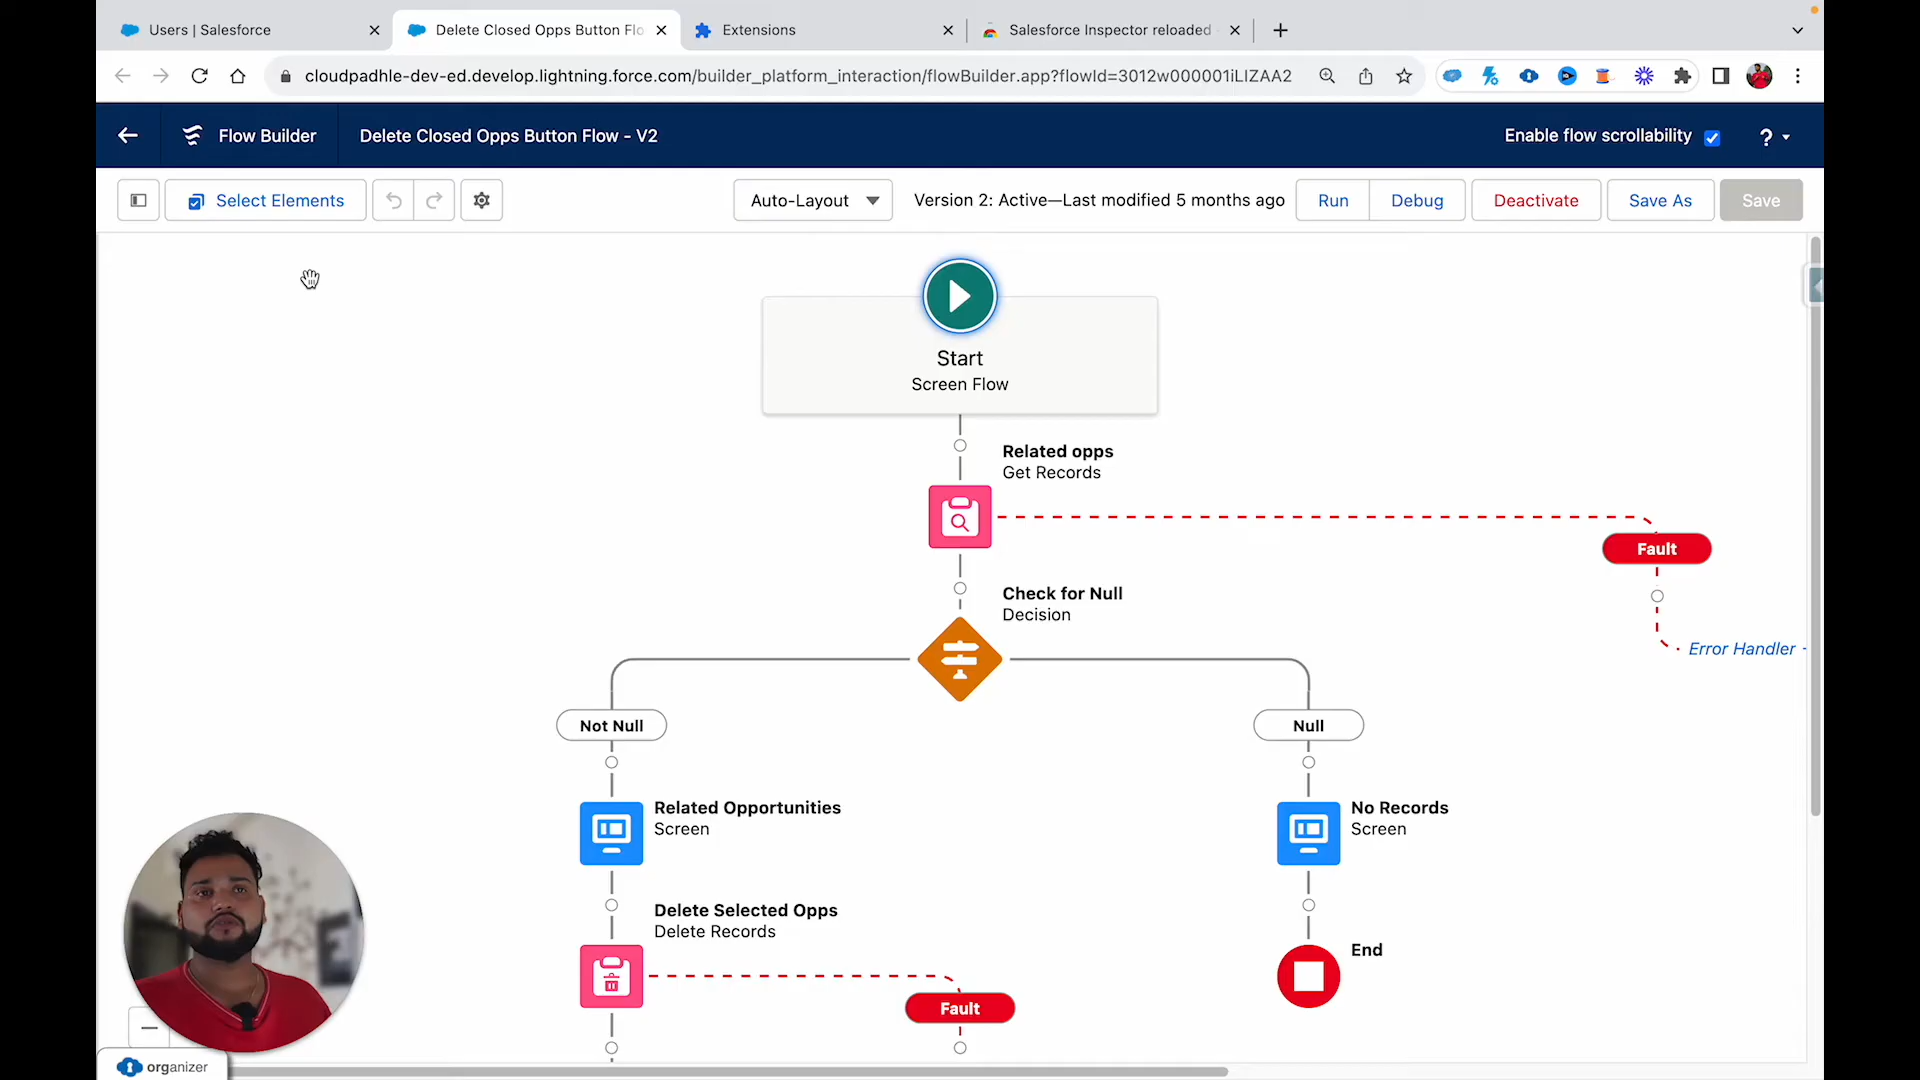 Users | Salesforce
Delete Closed Opps Button Flo
Extensions
Salesforce Inspector reloaded
cloudpadhle-dev-ed.develop.lightning.force.com/builder_platform_interaction/flowBuilder.app?flowId=3012w000001iLIZAA2
Flow Builder
Delete Closed Opps Button Flow - V2
Enable flow scrollability
?
Select Elements
Auto-Layout
Version 2: Active—Last modified 5 months ago
Run
Debug
Deactivate
Save As
Save
Start
Screen Flow
Related opps
Get Records
Fault
Check for Null
Decision
Error Handler
Not Null
Null
Related Opportunities
Screen
No Records
Screen
Delete Selected Opps
Delete Records
End
Fault
organizer